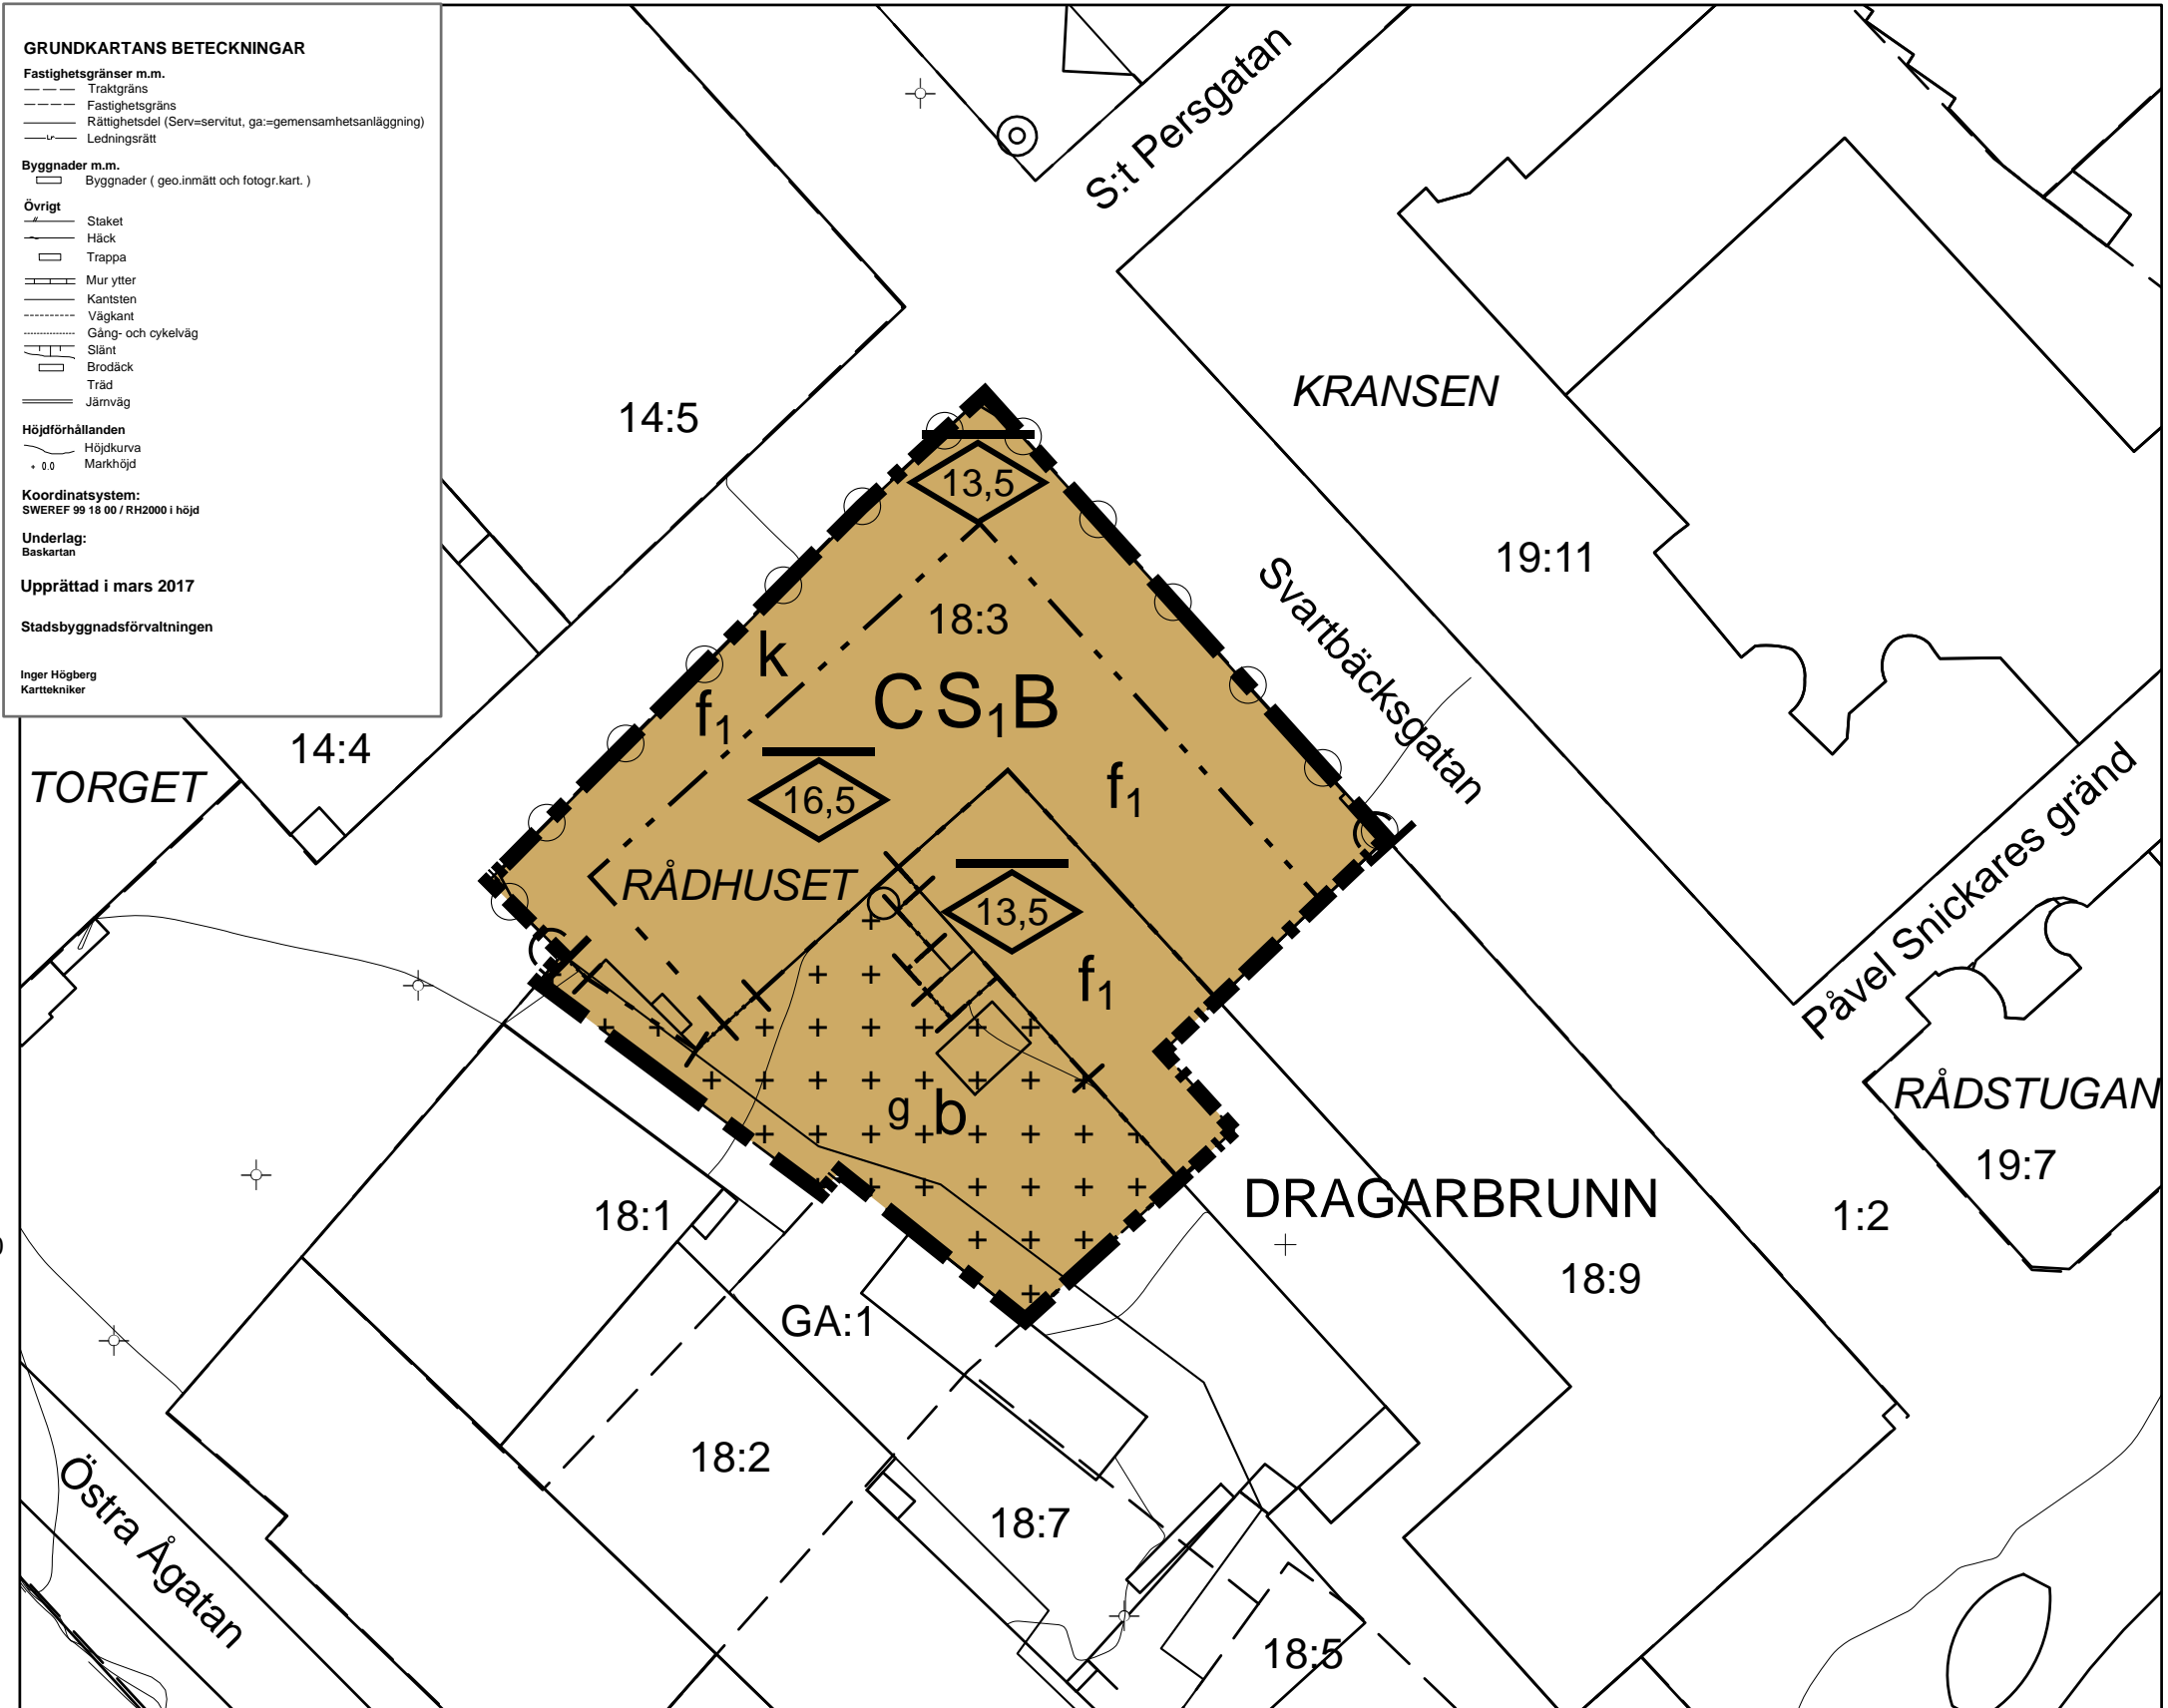 GRUNDKARTANS BETECKNINGAR
Fastighetsgränser m.m.
Traktgräns
Fastighetsgräns
Rättighetsdel (Serv=servitut, ga:=gemensamhetsanläggning)
Lr
Ledningsrätt
Byggnader m.m.
Byggnader ( geo.inmätt och fotogr.kart. )
Övrigt
Staket
Häck
Trappa
Mur ytter
Kantsten
Vägkant
Gång- och cykelväg
Slänt
Brodäck
Träd
Järnväg
Höjdförhållanden
Höjdkurva
+ 0.0 Markhöjd
Koordinatsystem:
SWEREF 99 18 00 / RH2000 i höjd
Underlag:
Baskartan
Upprättad i mars 2017
Stadsbyggnadsförvaltningen
Inger Högberg
Karttekniker
S:t Persgatan
KRANSEN
14:5
13,5
19:11
18:3
Svartbäcksgatan
k
CS₁B
f₁
14:4
TORGET
16,5
f₁
RÅDHUSET
13,5
Påvel Snickares gränd
f₁
RÅDSTUGAN
g b
19:7
DRAGARBRUNN
18:1
1:2
18:9
GA:1
18:2
Östra Ågatan
18:7
18:5